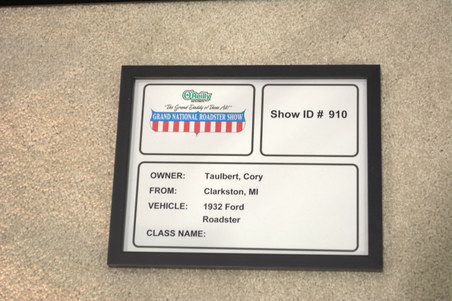 O'Reilly
"The Grand Daddy of Them All!"
GRAND NATIONAL ROADSTER SHOW
Show ID # 910
OWNER: Taulbert, Cory
FROM: Clarkston, MI
VEHICLE: 1932 Ford
Roadster
CLASS NAME: